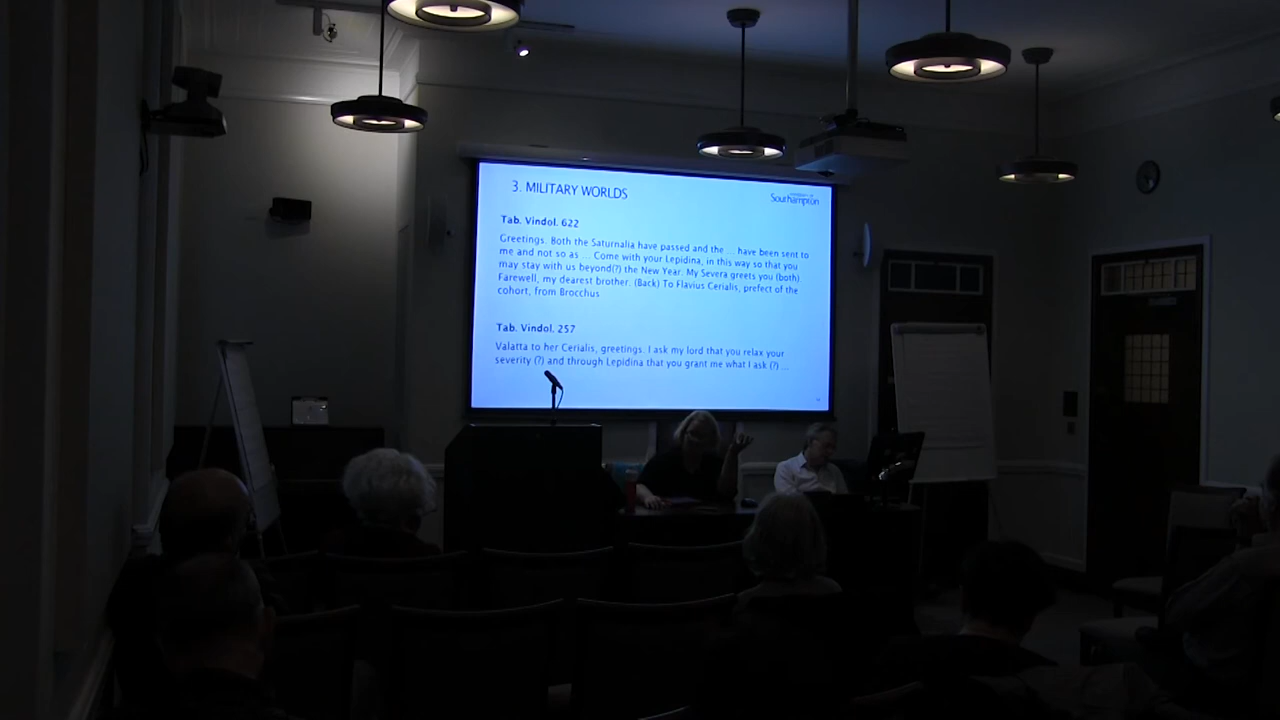 3. MILITARY WORLDS
Southampton
Tab. Vindol. 622
Greetings. Both the Saturnalia have passed and the ... have been sent to
me and not so as ... Come with your Lepidina, in this way so that you
may stay with us beyond(?) the New Year. My Severa greets you (both).
Farewell, my dearest brother. (Back) To Flavius Cerialis, prefect of the
cohort, from Brocchus
Tab. Vindol. 257
Valatta to her Cerialis, greetings. I ask my lord that you relax your
severity (?) and through Lepidina that you grant me what I ask (?) ...